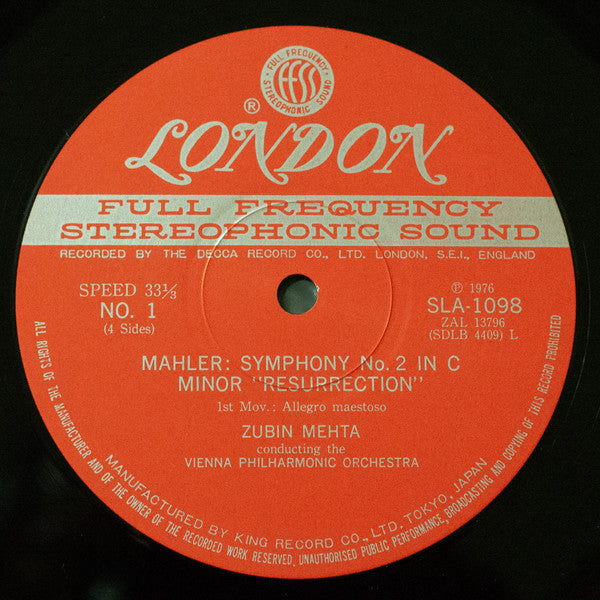 FULL FREQUENCY
ffss
STEREOPHONIC SOUND
® LONDON
FULL FREQUENCY
STEREOPHONIC SOUND
RECORDED BY THE DECCA RECORD CO., LTD. LONDON, S.E.I., ENGLAND
SPEED 33⅓
NO. 1
(4 Sides)
℗ 1976
SLA-1098
ZAL 13796
(SDLB 4409) L
MAHLER: SYMPHONY No. 2 IN C
MINOR "RESURRECTION"
1st Mov.: Allegro maestoso
ZUBIN MEHTA
conducting the
VIENNA PHILHARMONIC ORCHESTRA
MANUFACTURED BY KING RECORD CO., LTD. TOKYO, JAPAN
ALL RIGHTS OF THE MANUFACTURER AND OF THE OWNER OF THE RECORDED WORK RESERVED, UNAUTHORISED PUBLIC PERFORMANCE, BROADCASTING AND COPYING OF THIS RECORD PROHIBITED